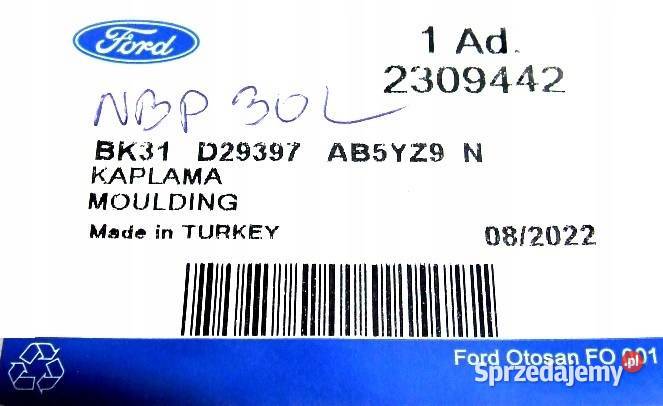 Ford
1 Ad.
2309442
NBP 30L
BK31 D29397 AB5YZ9 N
KAPLAMA
MOULDING
Made in TURKEY 08/2022
Ford Otosan FO 001
Sprzedajemy.pl